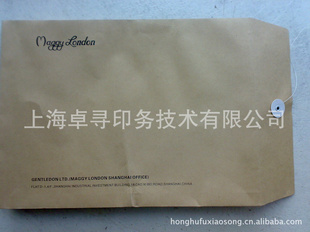 Maggy London
上海卓寻印务技术有限公司
GENTLEDON LTD. (MAGGY LONDON SHANGHAI OFFICE)
honghufuxiaosong.cn.alibaba.com